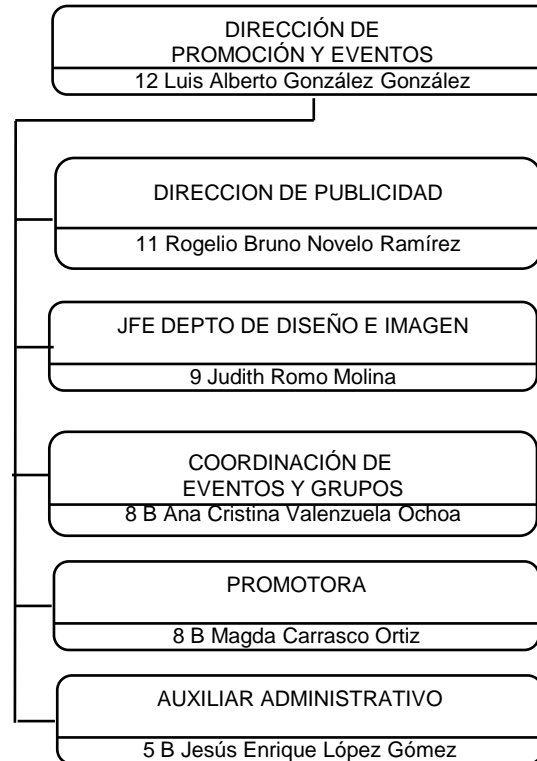 DIRECCIÓN DE
PROMOCIÓN Y EVENTOS
12 Luis Alberto González González
DIRECCION DE PUBLICIDAD
11 Rogelio Bruno Novelo Ramírez
JFE DEPTO DE DISEÑO E IMAGEN
9 Judith Romo Molina
COORDINACIÓN DE
EVENTOS Y GRUPOS
8 B Ana Cristina Valenzuela Ochoa
PROMOTORA
8 B Magda Carrasco Ortiz
AUXILIAR ADMINISTRATIVO
5 B Jesús Enrique López Gómez